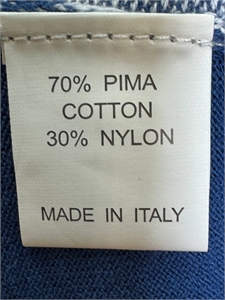 70% PIMA
COTTON
30% NYLON
MADE IN ITALY